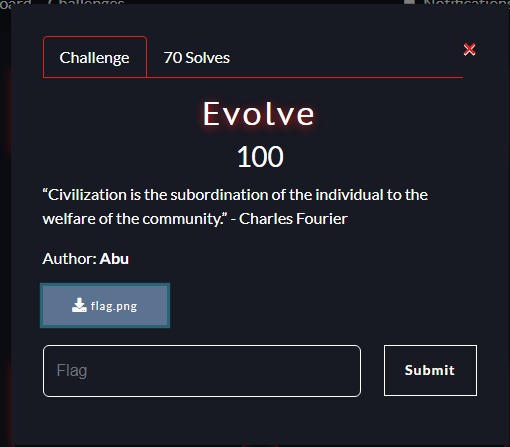 Challenges
Notifications
Challenge
70 Solves
×
Evolve
100
“Civilization is the subordination of the individual to the
welfare of the community.” - Charles Fourier
Author: Abu
flag.png
Flag
Submit